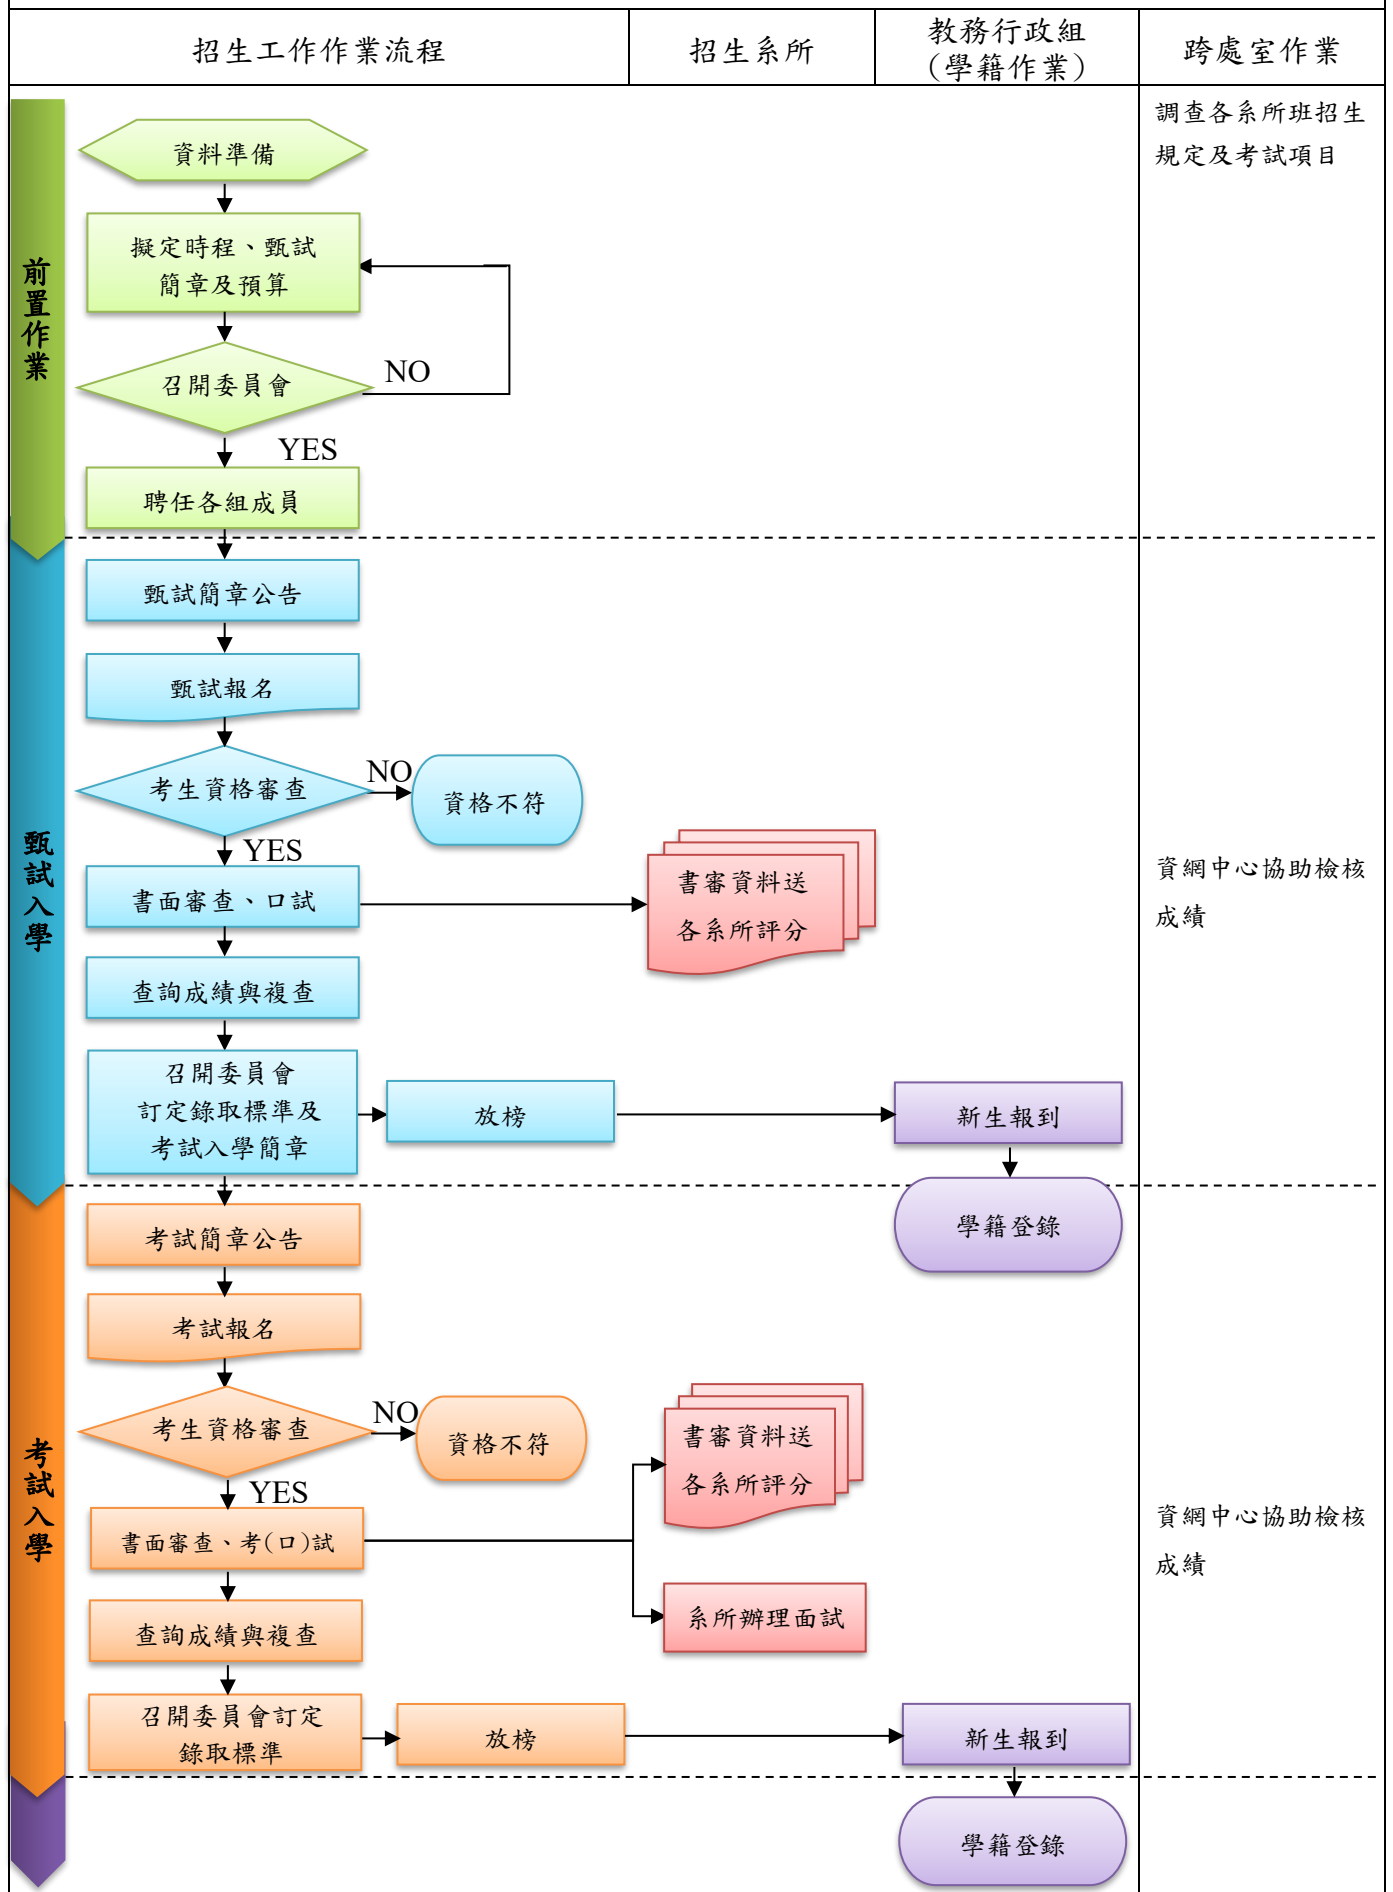 招生工作作業流程
招生系所
教務行政組
(學籍作業)
跨處室作業
前置作業
資料準備
調查各系所班招生
規定及考試項目
擬定時程、甄試
簡章及預算
召開委員會
NO
YES
聘任各組成員
甄試入學
甄試簡章公告
甄試報名
考生資格審查
NO
資格不符
YES
書面審查、口試
書審資料送
各系所評分
資網中心協助檢核
成績
查詢成績與複查
召開委員會
訂定錄取標準及
考試入學簡章
放榜
新生報到
學籍登錄
考試入學
考試簡章公告
考試報名
考生資格審查
NO
資格不符
YES
書審資料送
各系所評分
書面審查、考(口)試
資網中心協助檢核
成績
系所辦理面試
查詢成績與複查
召開委員會訂定
錄取標準
放榜
新生報到
學籍登錄